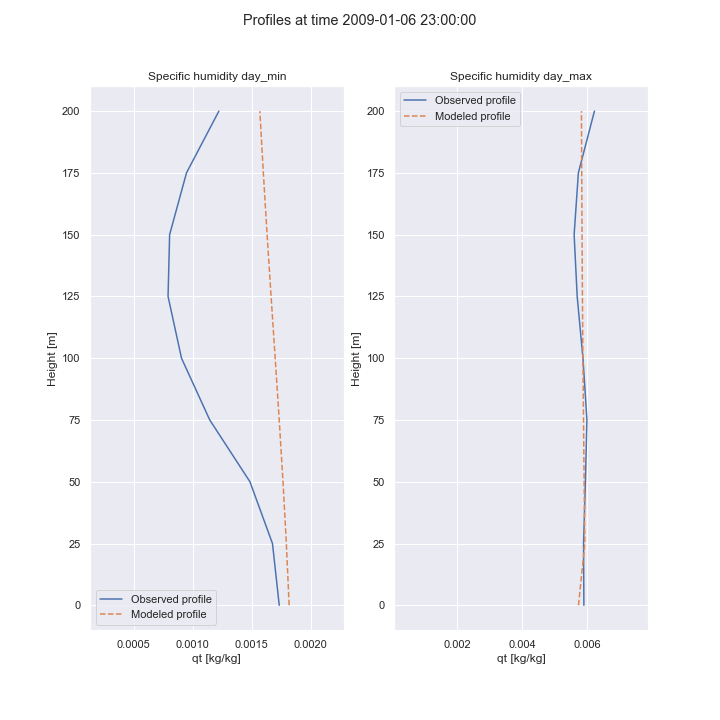 Profiles at time 2009-01-06 23:00:00
Specific humidity day_min
200
175
150
125
100
75
50
25
0
Height [m]
Observed profile
Modeled profile
0.0005 0.0010 0.0015 0.0020
qt [kg/kg]
Specific humidity day_max
Observed profile
Modeled profile
200
175
150
125
100
75
50
25
0
Height [m]
0.002 0.004 0.006
qt [kg/kg]